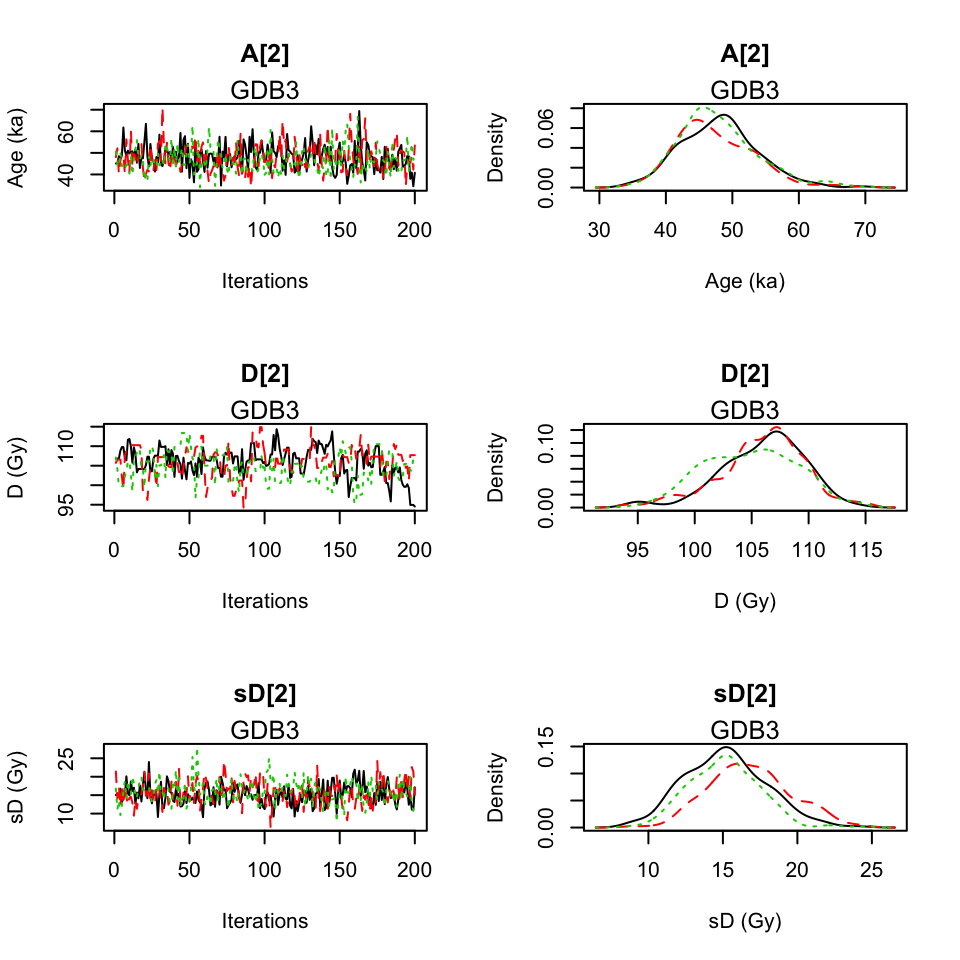 A[2]
GDB3
Age (ka)
40 60
0 50 100 150 200
Iterations
A[2]
GDB3
Density
0.00 0.06
30 40 50 60 70
Age (ka)
D[2]
GDB3
D (Gy)
95 110
0 50 100 150 200
Iterations
D[2]
GDB3
Density
0.00 0.10
95 100 105 110 115
D (Gy)
sD[2]
GDB3
sD (Gy)
10 25
0 50 100 150 200
Iterations
sD[2]
GDB3
Density
0.00 0.15
10 15 20 25
sD (Gy)